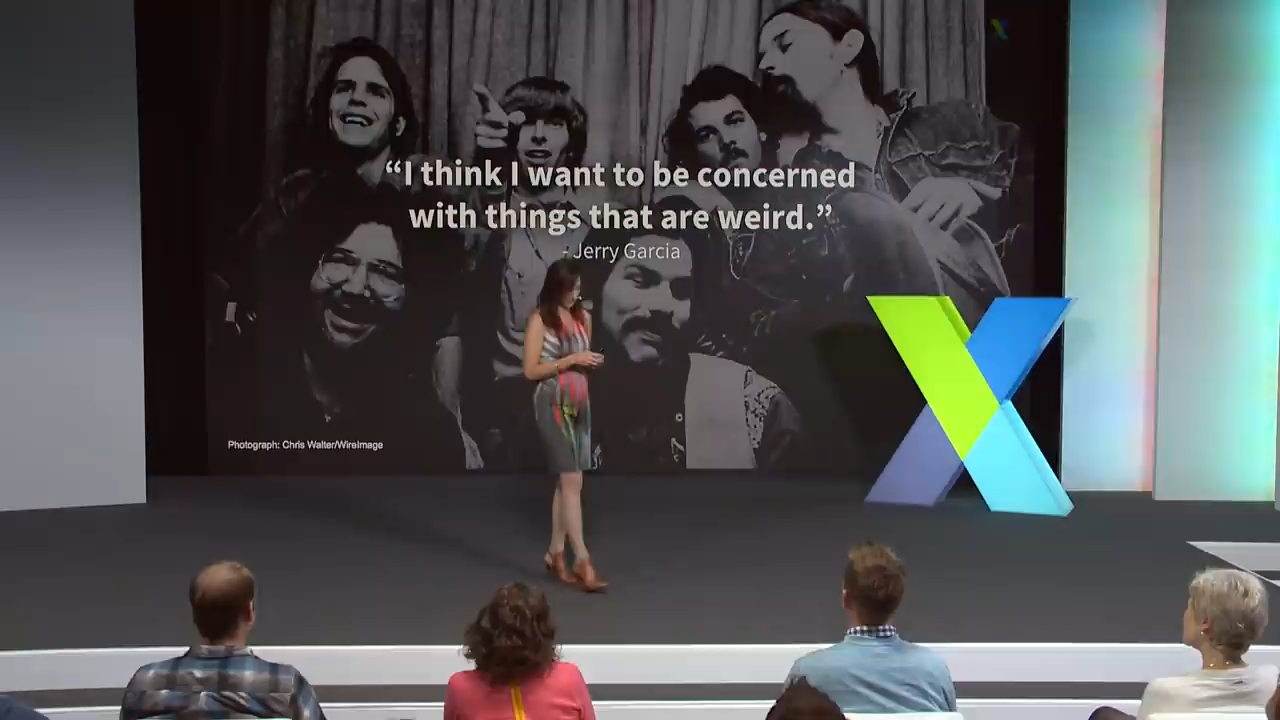 “I think I want to be concerned
with things that are weird.”
- Jerry Garcia
Photograph: Chris Walter/WireImage
X